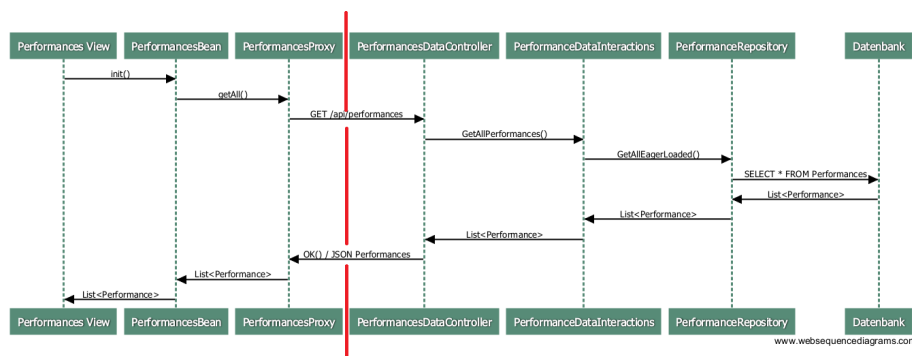 Performances View PerformancesBean PerformancesProxy PerformancesDataController PerformanceDataInteractions PerformanceRepository Datenbank
init()
getAll()
GET /api/performances
GetAllPerformances()
GetAllEagerLoaded()
SELECT * FROM Performances
List<Performance>
List<Performance>
List<Performance>
OK() / JSON Performances
List<Performance>
List<Performance>
Performances View PerformancesBean PerformancesProxy PerformancesDataController PerformanceDataInteractions PerformanceRepository Datenbank
www.websequencediagrams.com